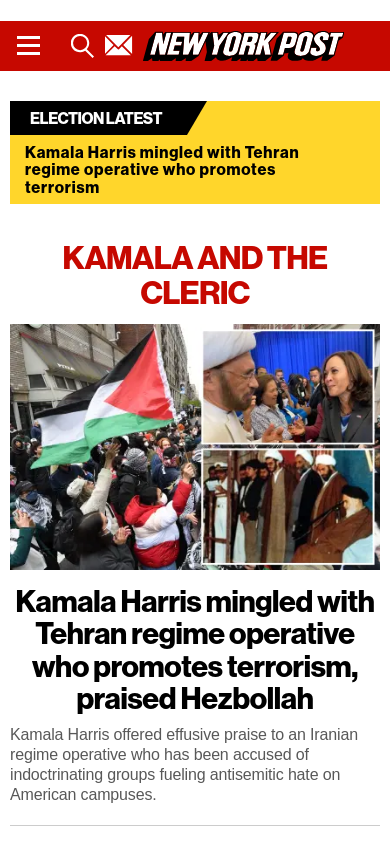 NEW YORK POST
ELECTION LATEST
Kamala Harris mingled with Tehran
regime operative who promotes
terrorism
KAMALA AND THE
CLERIC
Kamala Harris mingled with
Tehran regime operative
who promotes terrorism,
praised Hezbollah
Kamala Harris offered effusive praise to an Iranian
regime operative who has been accused of
indoctrinating groups fueling antisemitic hate on
American campuses.